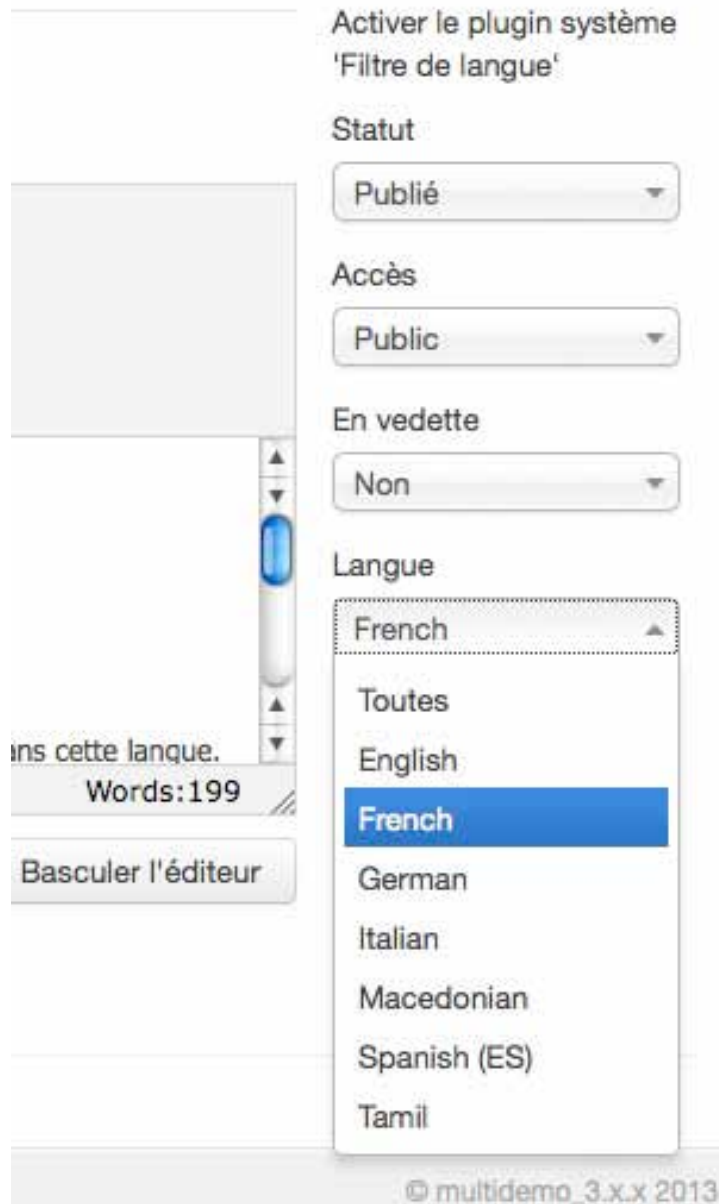 Activer le plugin système
'Filtre de langue'
Statut
Publié
Accès
Public
En vedette
Non
Langue
French
Toutes
English
French
German
Italian
Macedonian
Spanish (ES)
Tamil
cette langue.
Words:199
Basculer l'éditeur
© multidemo_3.x.x 2013